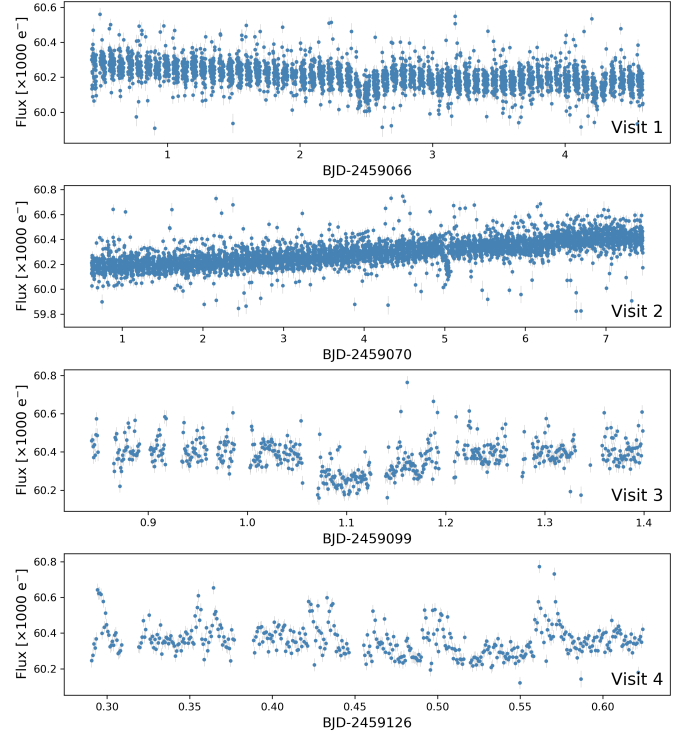 60.6
60.4
60.2
60.0
Flux [×1000 e⁻]
Visit 1
1 2 3 4
BJD-2459066
60.8
60.6
60.4
60.2
60.0
59.8
Flux [×1000 e⁻]
Visit 2
1 2 3 4 5 6 7
BJD-2459070
60.8
60.6
60.4
60.2
Flux [×1000 e⁻]
Visit 3
0.9 1.0 1.1 1.2 1.3 1.4
BJD-2459099
60.8
60.6
60.4
60.2
Flux [×1000 e⁻]
Visit 4
0.30 0.35 0.40 0.45 0.50 0.55 0.60
BJD-2459126